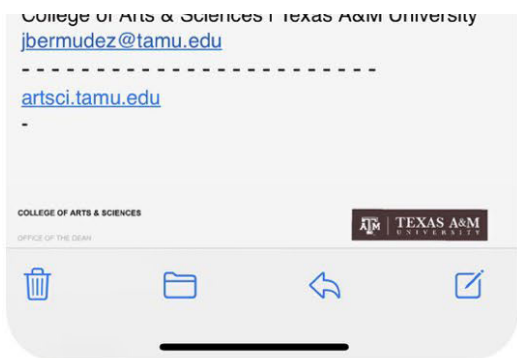 College of Arts & Sciences | Texas A&M University
jbermudez@tamu.edu
- - - - - - - - - - - - - - - - - - - - - - - - -
artsci.tamu.edu
-
COLLEGE OF ARTS & SCIENCES
OFFICE OF THE DEAN
ATM | TEXAS A&M
UNIVERSITY